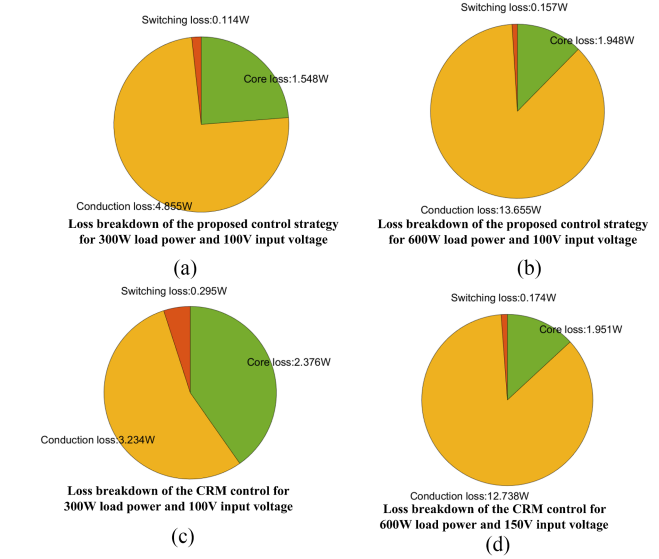 Switching loss:0.114W
Core loss:1.548W
Conduction loss:4.855W
Loss breakdown of the proposed control strategy
for 300W load power and 100V input voltage
(a)
Switching loss:0.157W
Core loss:1.948W
Conduction loss:13.655W
Loss breakdown of the proposed control strategy
for 600W load power and 100V input voltage
(b)
Switching loss:0.295W
Core loss:2.376W
Conduction loss:3.234W
Loss breakdown of the CRM control for
300W load power and 100V input voltage
(c)
Switching loss:0.174W
Core loss:1.951W
Conduction loss:12.738W
Loss breakdown of the CRM control for
600W load power and 150V input voltage
(d)